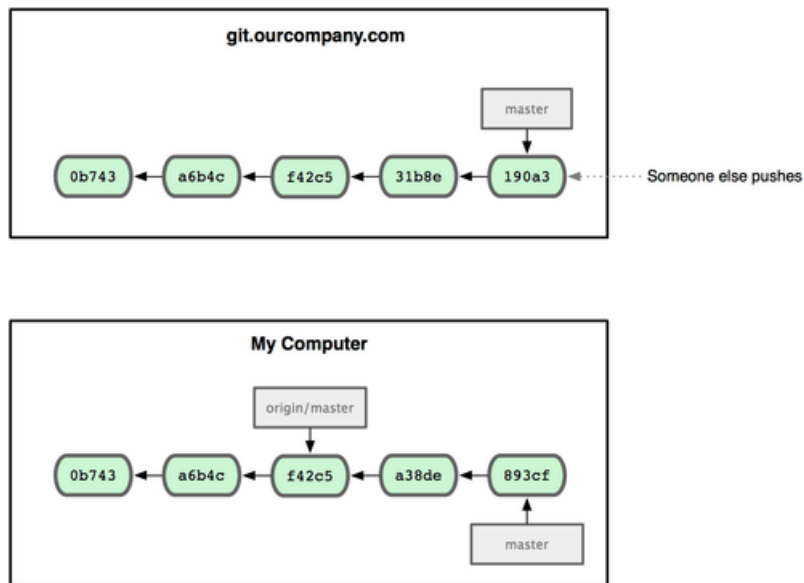 git.ourcompany.com
master
0b743 a6b4c f42c5 31b8e 190a3 Someone else pushes
My Computer
origin/master
0b743 a6b4c f42c5 a38de 893cf
master